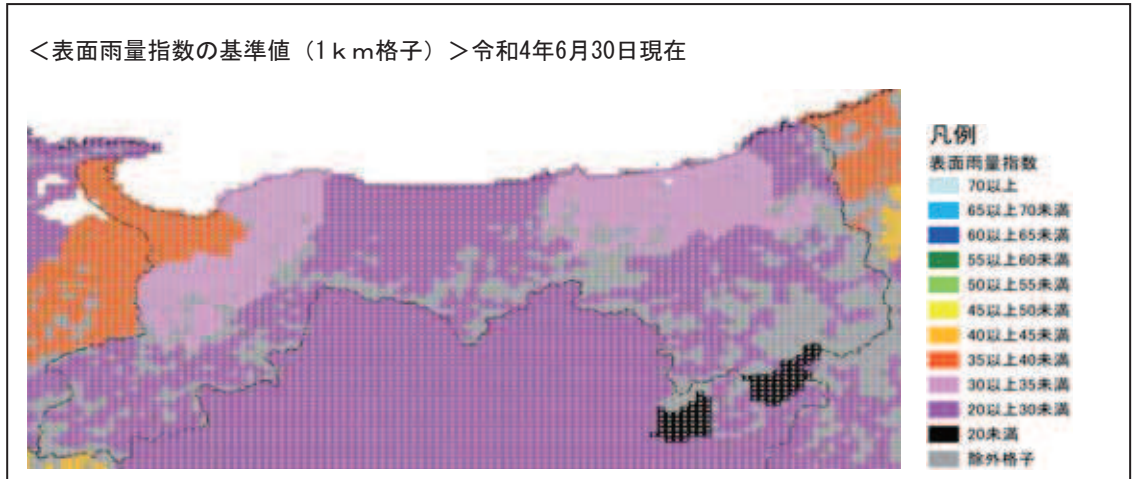 ＜表面雨量指数の基準値（1ｋｍ格子）＞令和4年6月30日現在
凡例
表面雨量指数
70以上
65以上70未満
60以上65未満
55以上60未満
50以上55未満
45以上50未満
40以上45未満
35以上40未満
30以上35未満
20以上30未満
20未満
除外格子